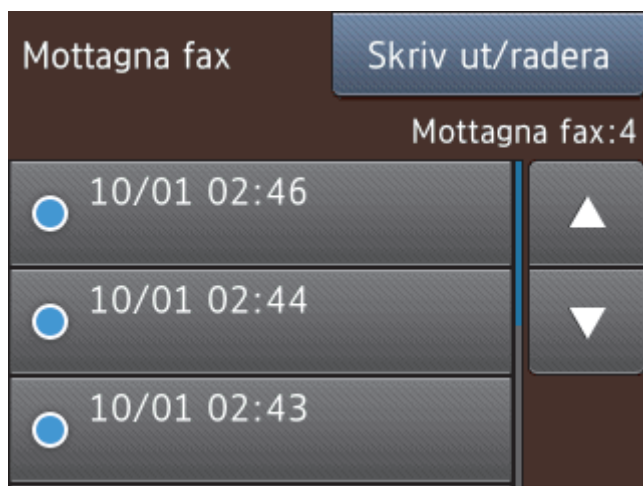 Mottagna fax
Skriv ut/radera
Mottagna fax:4
10/01 02:46
10/01 02:44
10/01 02:43